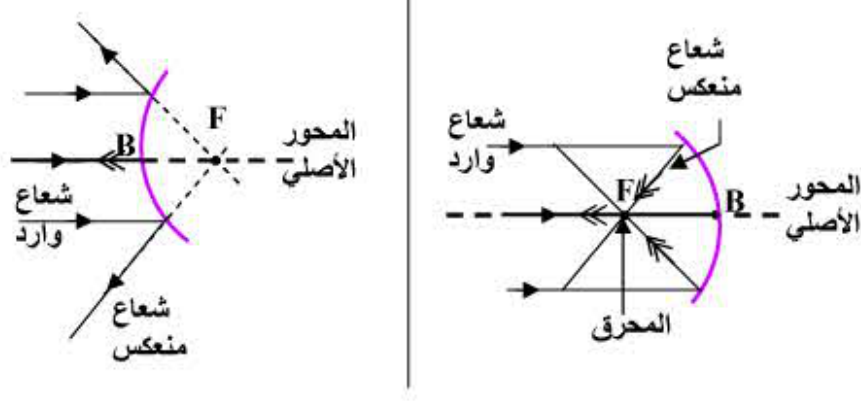 شعاع
منعكس
شعاع
وارد
F
B
المحور
الأصلي
المحرق
F
B
المحور
الأصلي
شعاع
وارد
شعاع
منعكس